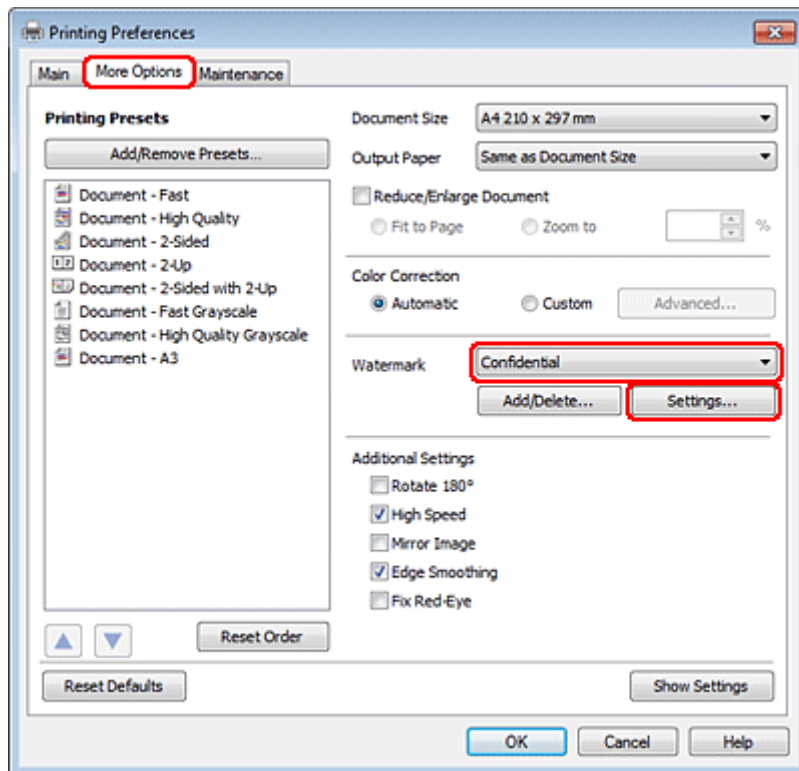 Printing Preferences
Main More Options Maintenance
Printing Presets
Add/Remove Presets...
Document - Fast
Document - High Quality
Document - 2-Sided
Document - 2-Up
Document - 2-Sided with 2-Up
Document - Fast Grayscale
Document - High Quality Grayscale
Document - A3
Reset Order
Document Size A4 210 x 297 mm
Output Paper Same as Document Size
Reduce/Enlarge Document
Fit to Page Zoom to %
Color Correction
Automatic Custom Advanced...
Watermark Confidential
Add/Delete... Settings...
Additional Settings
Rotate 180°
High Speed
Mirror Image
Edge Smoothing
Fix Red-Eye
Reset Defaults Show Settings
OK Cancel Help